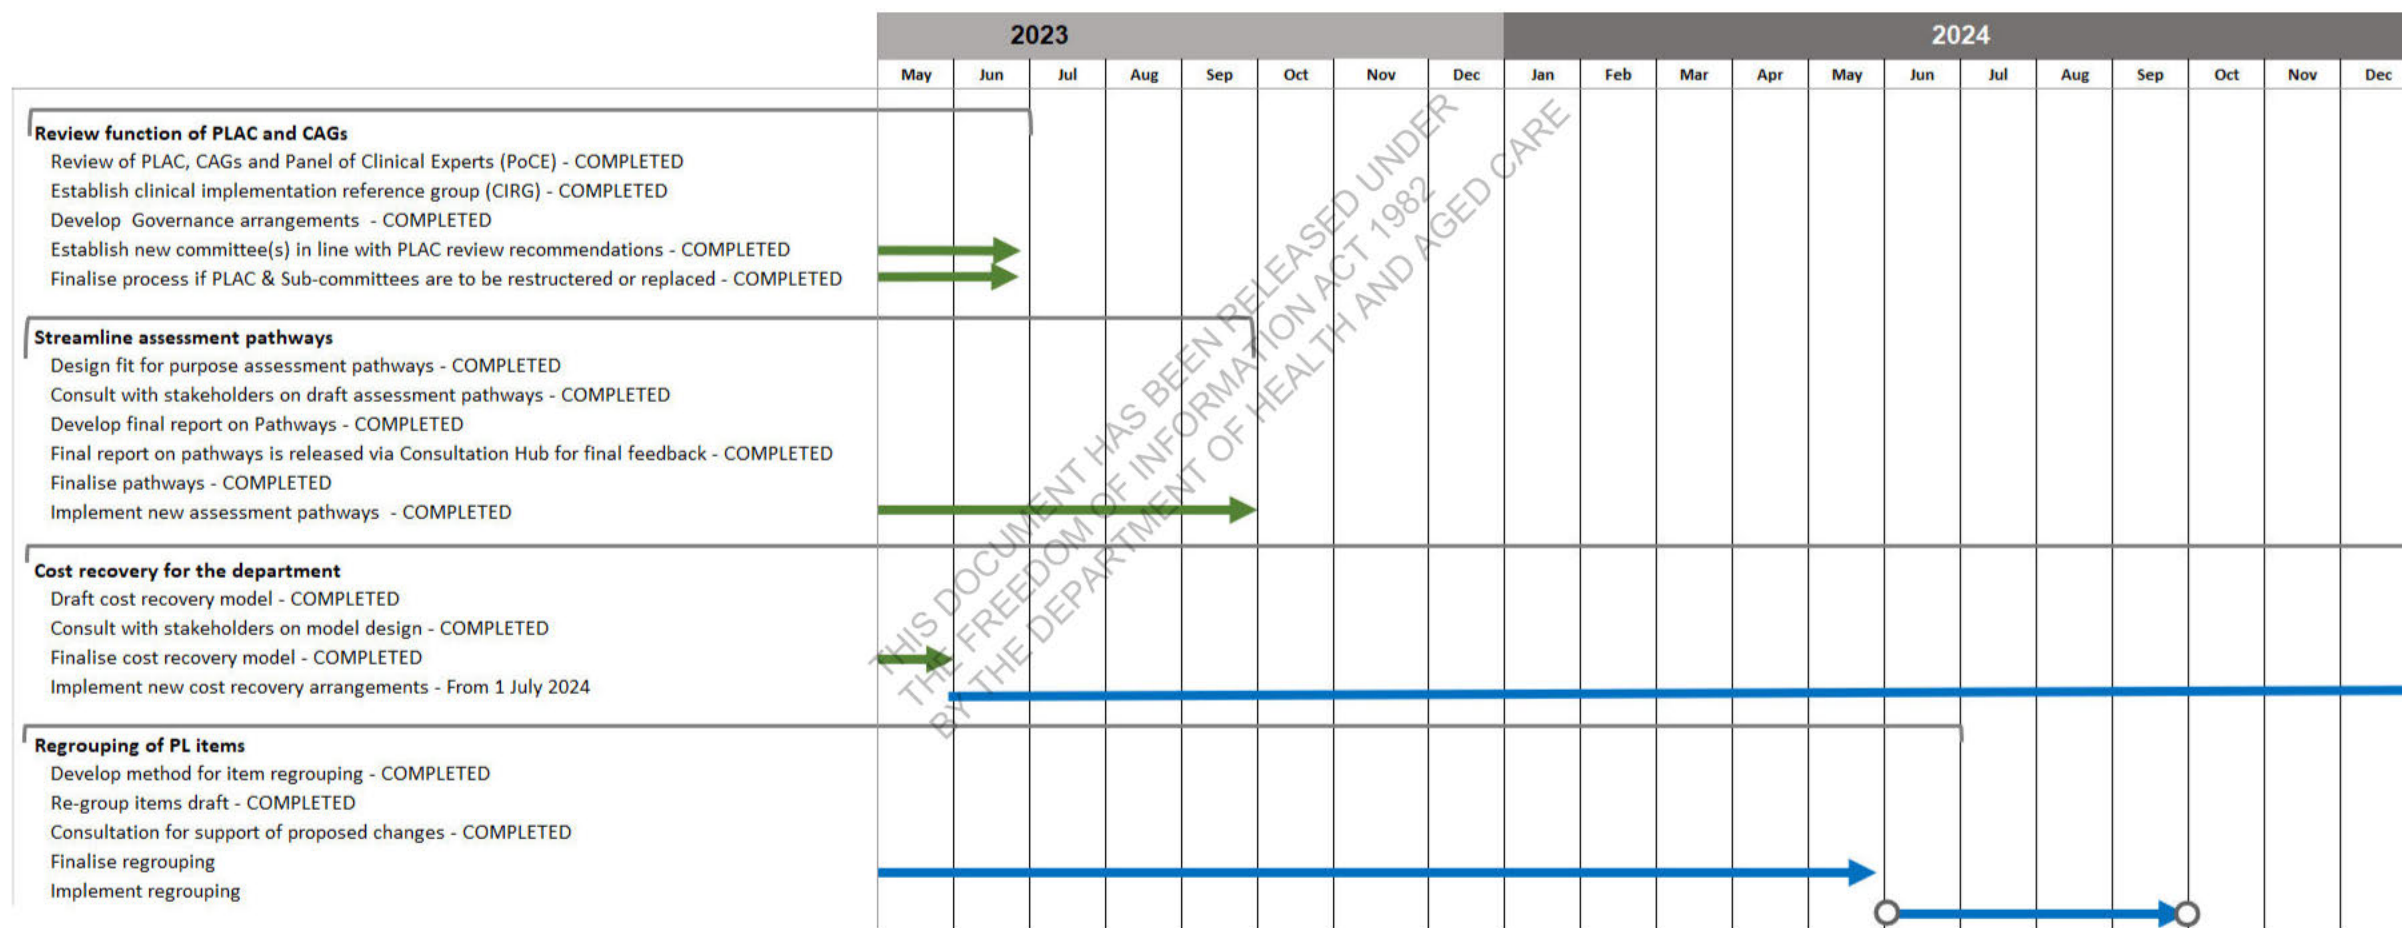 2023 2024
May Jun Jul Aug Sep Oct Nov Dec Jan Feb Mar Apr May Jun Jul Aug Sep Oct Nov Dec
Review function of PLAC and CAGs
Review of PLAC, CAGs and Panel of Clinical Experts (PoCE) - COMPLETED
Establish clinical implementation reference group (CIRG) - COMPLETED
Develop Governance arrangements - COMPLETED
Establish new committee(s) in line with PLAC review recommendations - COMPLETED
Finalise process if PLAC & Sub-committees are to be restructered or replaced - COMPLETED
Streamline assessment pathways
Design fit for purpose assessment pathways - COMPLETED
Consult with stakeholders on draft assessment pathways - COMPLETED
Develop final report on Pathways - COMPLETED
Final report on pathways is released via Consultation Hub for final feedback - COMPLETED
Finalise pathways - COMPLETED
Implement new assessment pathways - COMPLETED
Cost recovery for the department
Draft cost recovery model - COMPLETED
Consult with stakeholders on model design - COMPLETED
Finalise cost recovery model - COMPLETED
Implement new cost recovery arrangements - From 1 July 2024
Regrouping of PL items
Develop method for item regrouping - COMPLETED
Re-group items draft - COMPLETED
Consultation for support of proposed changes - COMPLETED
Finalise regrouping
Implement regrouping
THIS DOCUMENT HAS BEEN RELEASED UNDER
THE FREEDOM OF INFORMATION ACT 1982
BY THE DEPARTMENT OF HEALTH AND AGED CARE